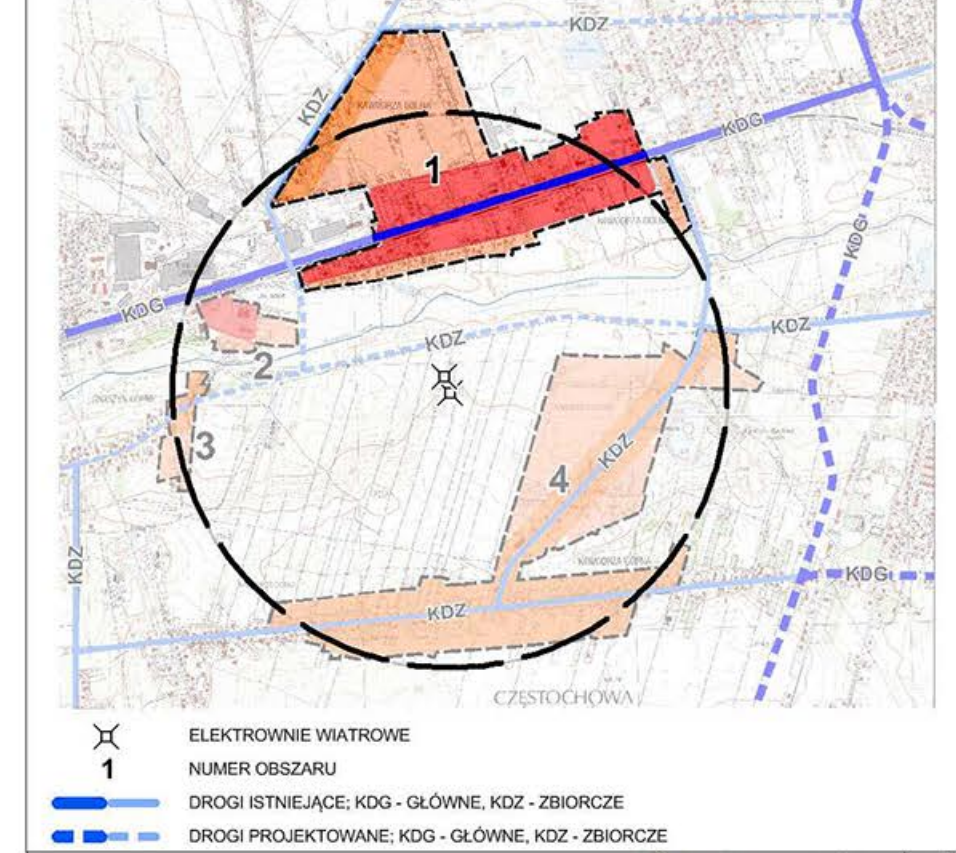 KDZ
KDZ
KDG
1
KDG
KDG
KDZ
KDZ
2
3
4
KDZ
KDZ
KDG
KDZ
CZĘSTOCHOWA
ELEKTROWNIE WIATROWE
1 NUMER OBSZARU
DROGI ISTNIEJĄCE; KDG - GŁÓWNE, KDZ - ZBIORCZE
DROGI PROJEKTOWANE; KDG - GŁÓWNE, KDZ - ZBIORCZE